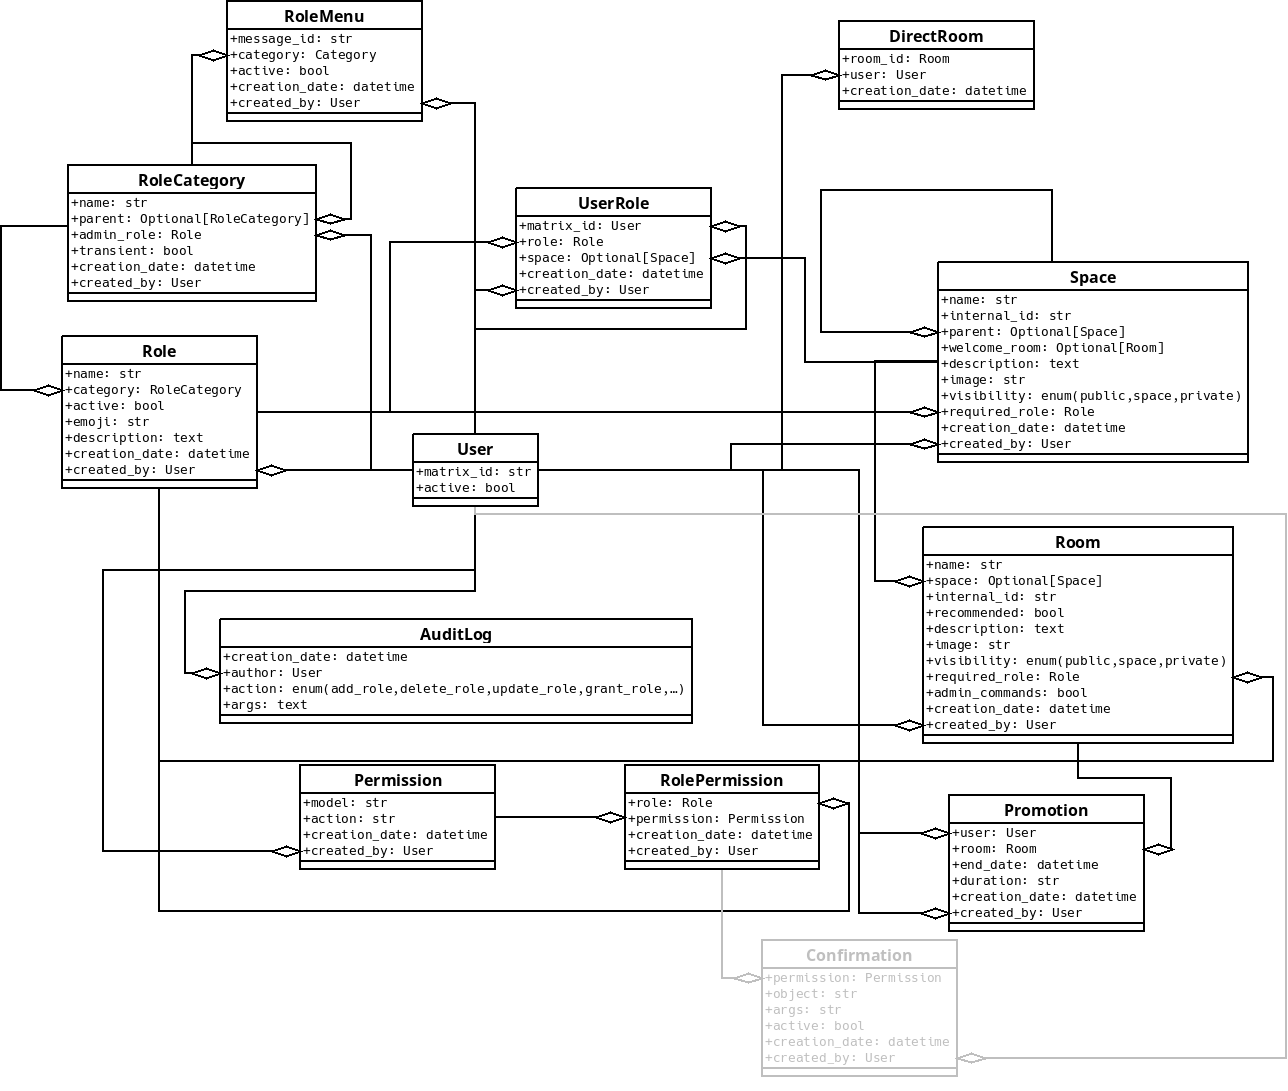 RoleMenu
+message_id: str
+category: Category
+active: bool
+creation_date: datetime
+created_by: User
DirectRoom
+room_id: Room
+user: User
+creation_date: datetime
RoleCategory
+name: str
+parent: Optional[RoleCategory]
+admin_role: Role
+transient: bool
+creation_date: datetime
+created_by: User
UserRole
+matrix_id: User
+role: Role
+space: Optional[Space]
+creation_date: datetime
+created_by: User
Space
+name: str
+internal_id: str
+parent: Optional[Space]
+welcome_room: Optional[Room]
+description: text
+image: str
+visibility: enum(public,space,private)
+required_role: Role
+creation_date: datetime
+created_by: User
Role
+name: str
+category: RoleCategory
+active: bool
+emoji: str
+description: text
+creation_date: datetime
+created_by: User
User
+matrix_id: str
+active: bool
Room
+name: str
+space: Optional[Space]
+internal_id: str
+recommended: bool
+description: text
+image: str
+visibility: enum(public,space,private)
+required_role: Role
+admin_commands: bool
+creation_date: datetime
+created_by: User
AuditLog
+creation_date: datetime
+author: User
+action: enum(add_role,delete_role,update_role,grant_role,…)
+args: text
Permission
+model: str
+action: str
+creation_date: datetime
+created_by: User
RolePermission
+role: Role
+permission: Permission
+creation_date: datetime
+created_by: User
Promotion
+user: User
+room: Room
+end_date: datetime
+duration: str
+creation_date: datetime
+created_by: User
Confirmation
+permission: Permission
+object: str
+args: str
+active: bool
+creation_date: datetime
+created_by: User